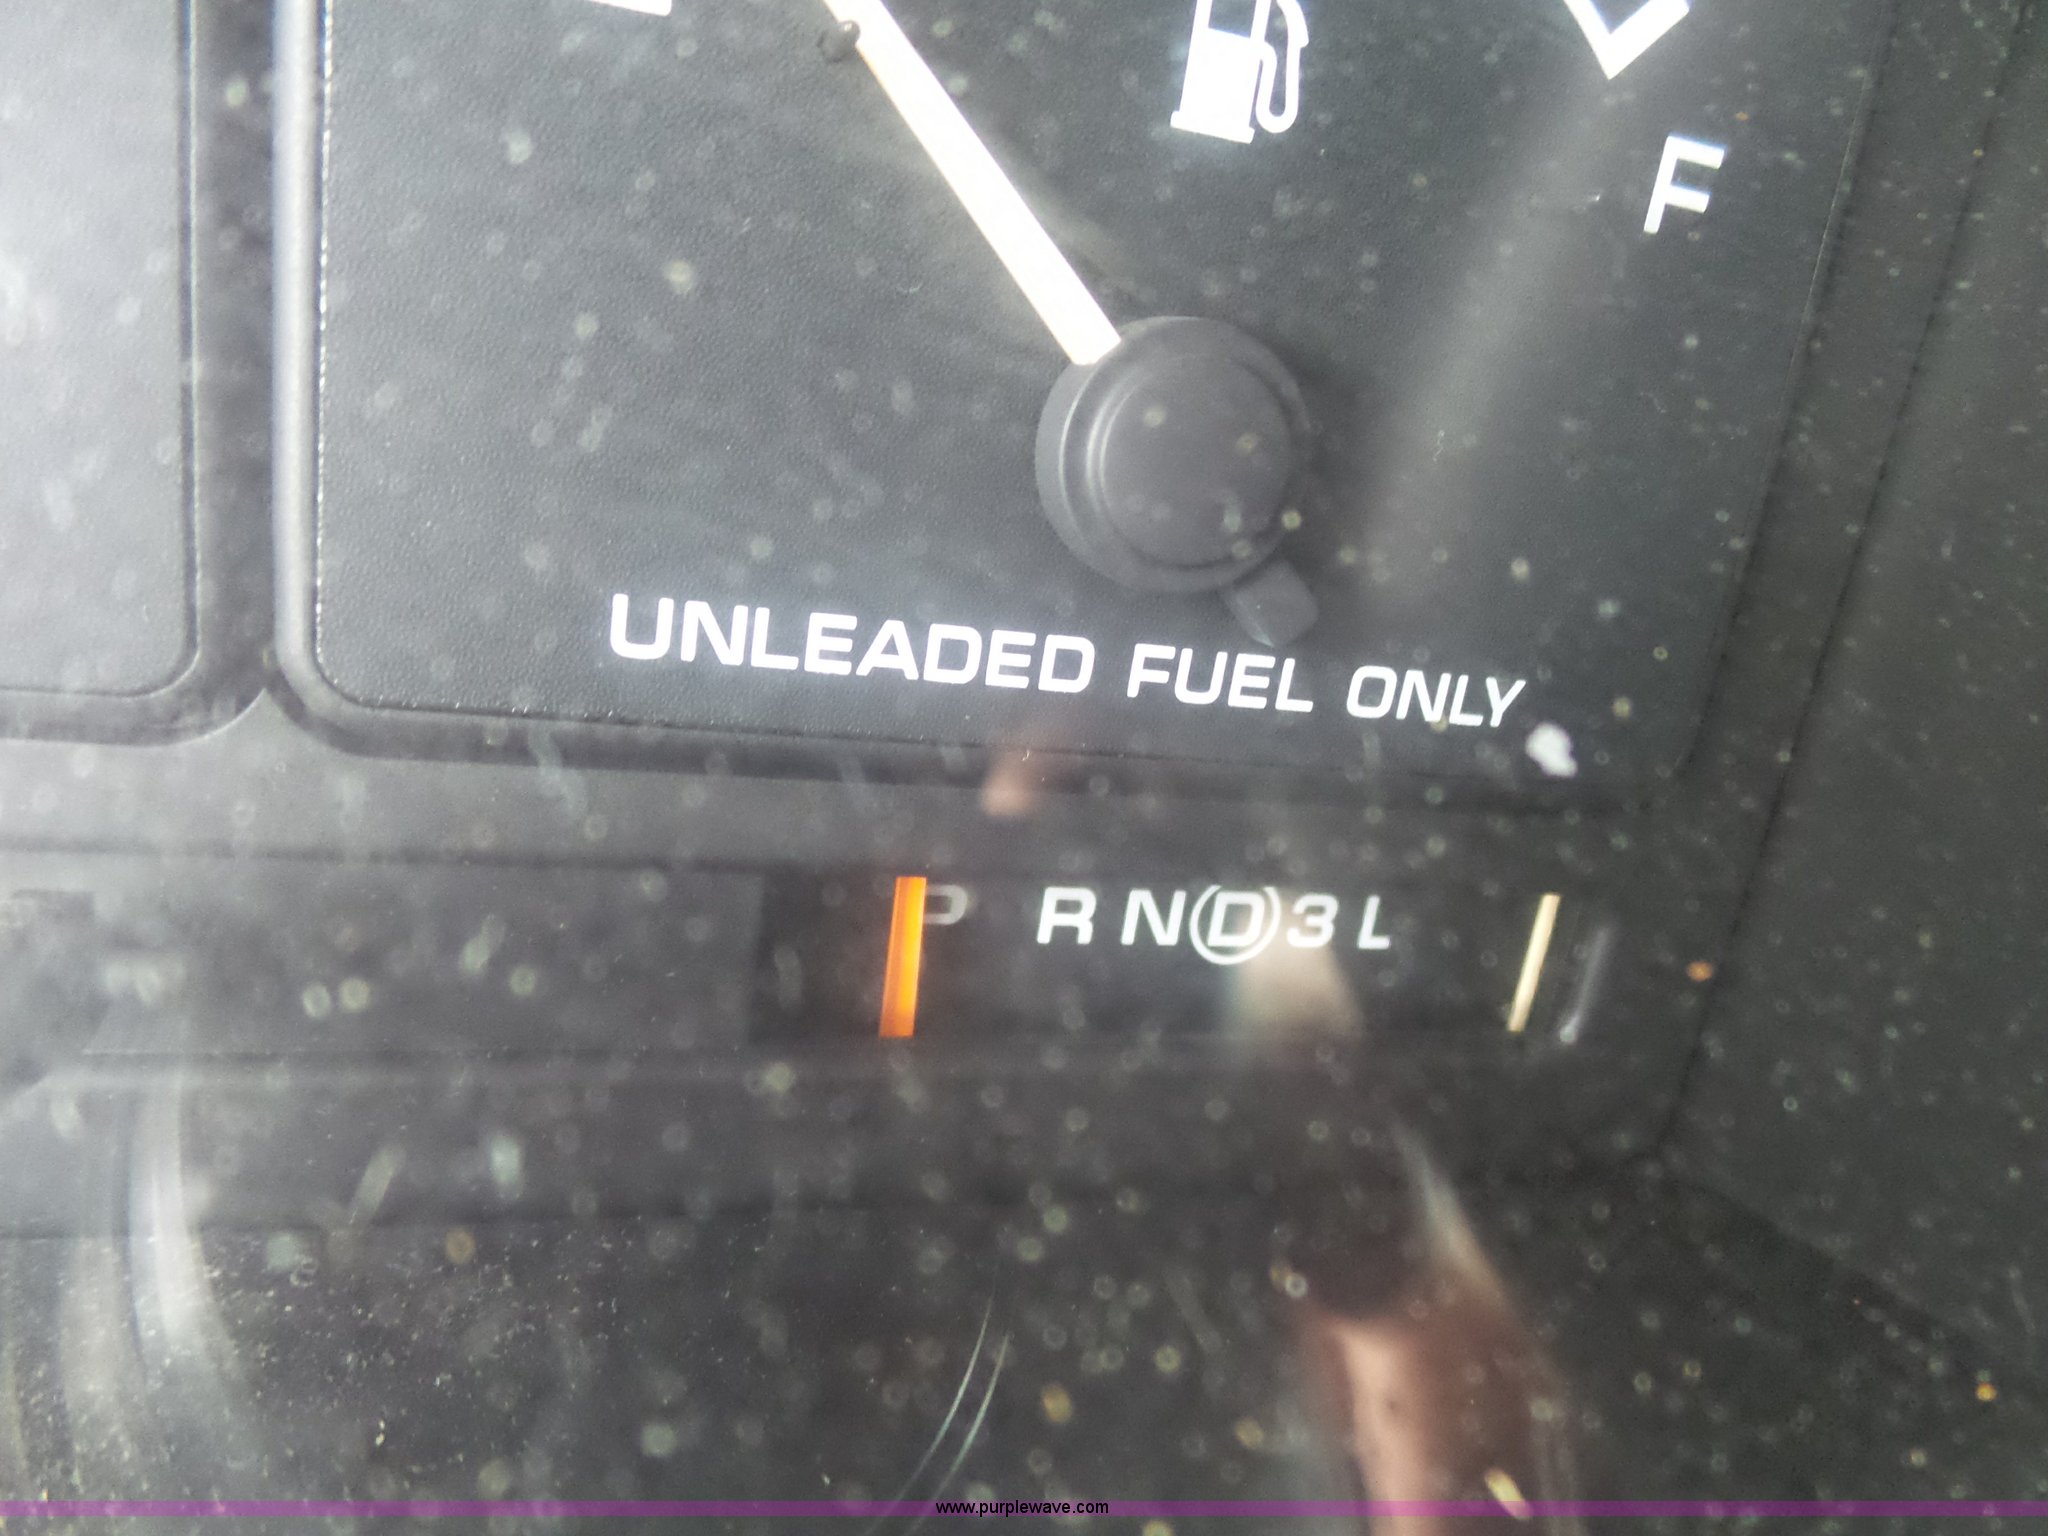 F
UNLEADED FUEL ONLY
P R N D 3 L
www.purplewave.com